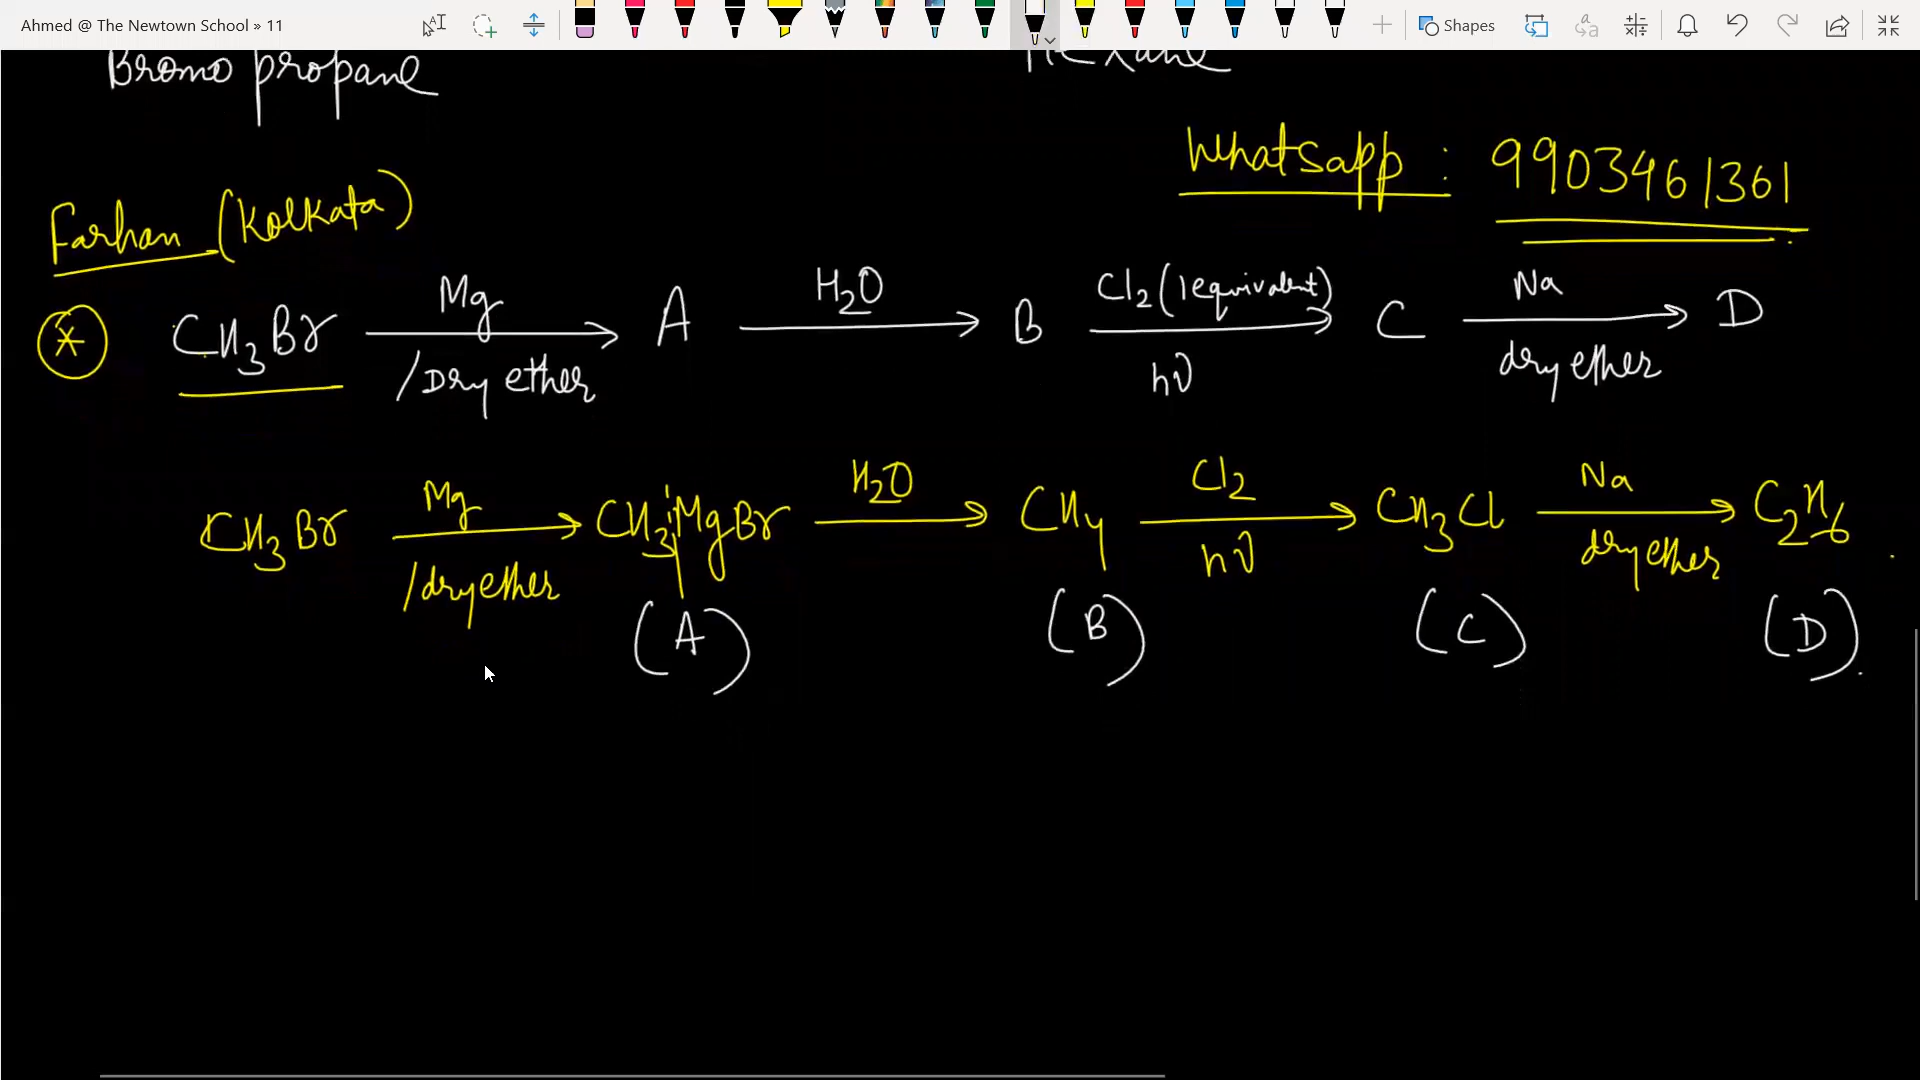 Ahmed @ The Newtown School » 11
Shapes
Bromo propane Hexane
Whatsapp : 9903461361
Farhan (Kolkata)
* CH3Br Mg /Dry ether A H2O B Cl2 (1 equivalent) hν C Na dry ether D
CH3Br Mg /dry ether CH3MgBr H2O CH4 Cl2 hν CH3Cl Na dry ether C2H6
(A) (B) (C) (D).